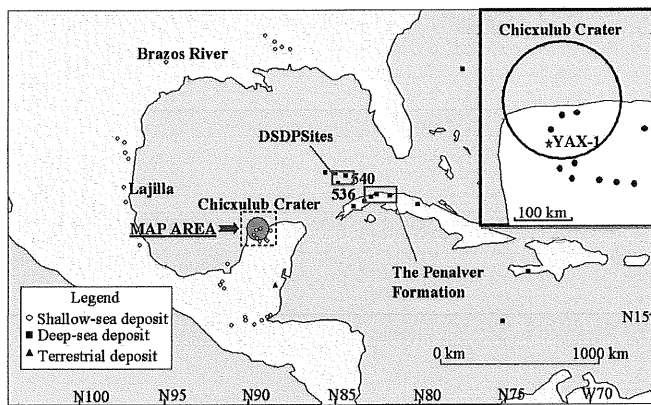 Chicxulub Crater
YAX-1
100 km
Brazos River
DSDPSites
540
536
Lajilla
Chicxulub Crater
MAP AREA
The Penalver
Formation
Legend
Shallow-sea deposit
Deep-sea deposit
Terrestrial deposit
N15
0 km 1000 km
N100 N95 N90 N85 N80 N75 W70